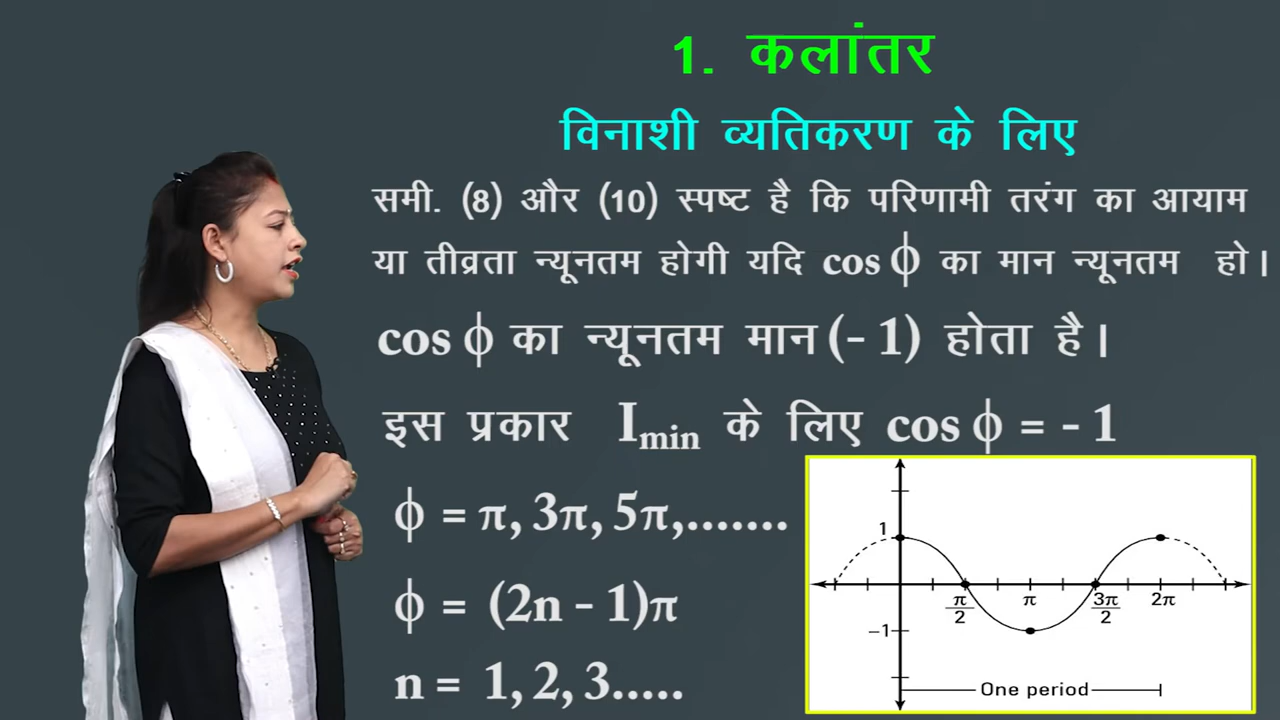 1. कलांतर
विनाशी व्यतिकरण के लिए
समी. (8) और (10) स्पष्ट है कि परिणामी तरंग का आयाम
या तीव्रता न्यूनतम होगी यदि cos ϕ का मान न्यूनतम हो।
cos ϕ का न्यूनतम मान (- 1) होता है।
इस प्रकार Imin के लिए cos ϕ = - 1
ϕ = π, 3π, 5π,.......
ϕ = (2n - 1)π
n = 1, 2, 3.....
1
π/2 π 3π/2 2π
–1
One period